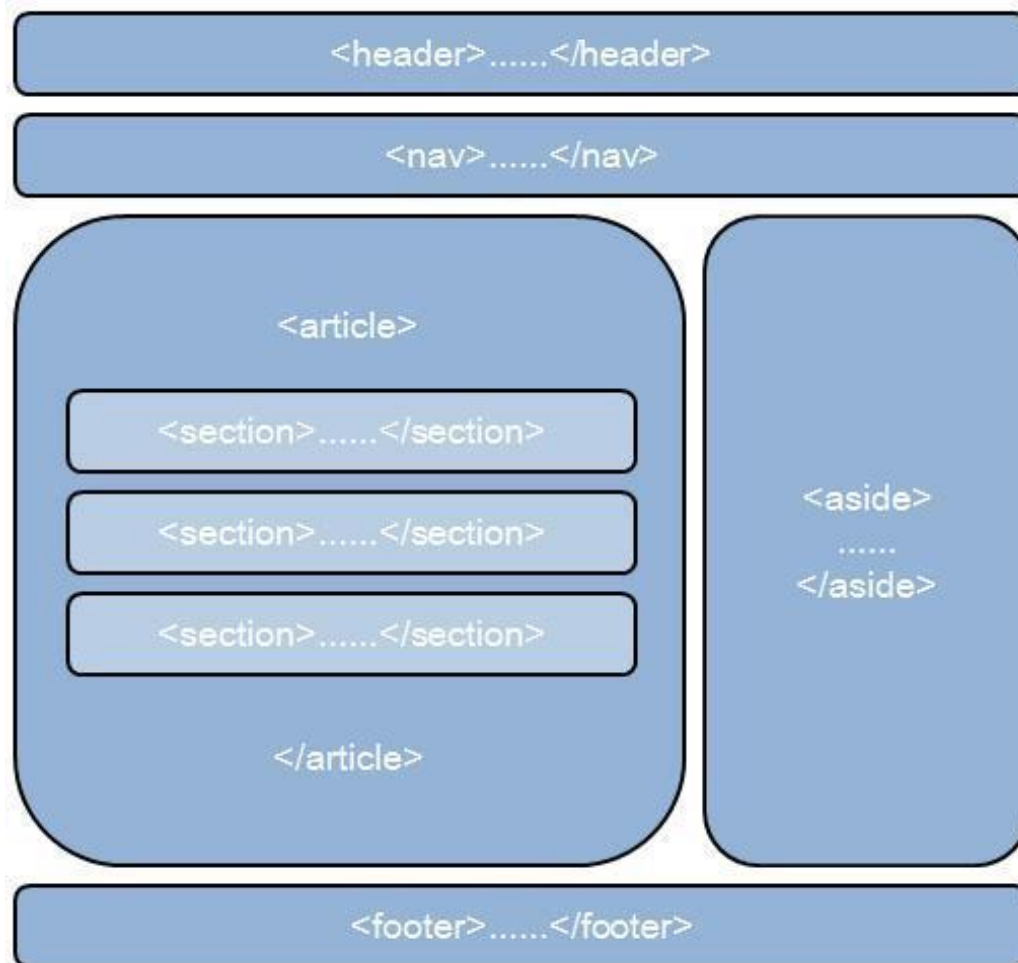 <header>......</header>
<nav>......</nav>
<article>
<section>......</section>
<section>......</section>
<section>......</section>
</article>
<aside>
......
</aside>
<footer>......</footer>